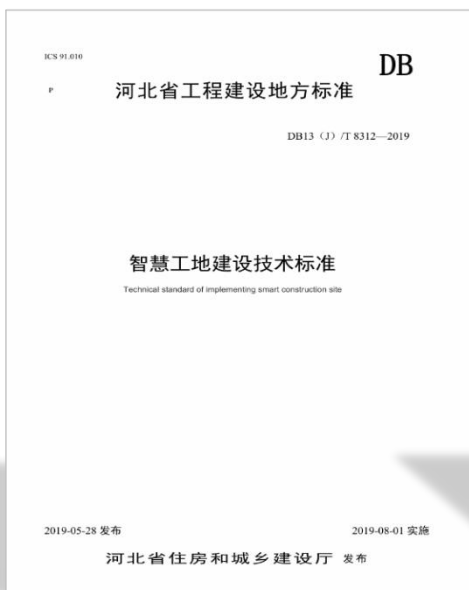 ICS 91.010
DB
P
河北省工程建设地方标准
DB13（J）/T 8312—2019
智慧工地建设技术标准
Technical standard of implementing smart construction site
2019-05-28 发布
2019-08-01 实施
河北省住房和城乡建设厅 发布